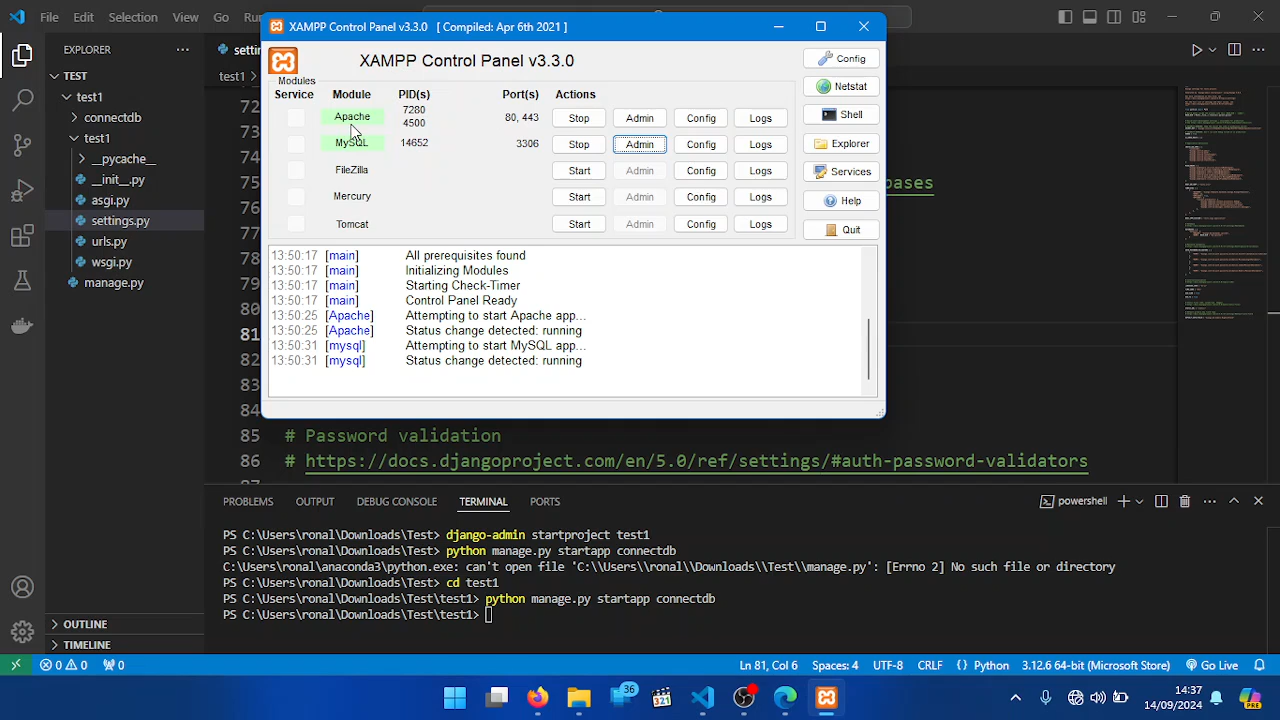 File Edit Selection View Go Run
EXPLORER
TEST
test1
connectdb
test1
__pycache__
__init__.py
asgi.py
settings.py
urls.py
wsgi.py
manage.py
OUTLINE
TIMELINE
test1
XAMPP Control Panel v3.3.0 [ Compiled: Apr 6th 2021 ]
XAMPP Control Panel v3.3.0
Modules
Service Module PID(s) Port(s) Actions
Apache 7280 4500 80, 443 Stop Admin Config Logs
MySQL 14652 3306 Stop Admin Config Logs
FileZilla Start Admin Config Logs
Mercury Start Admin Config Logs
Tomcat Start Admin Config Logs
Config
Netstat
Shell
Explorer
Services
Help
Quit
13:50:17 [main] All prerequisites found
13:50:17 [main] Initializing Modules
13:50:17 [main] Starting Check-Timer
13:50:17 [main] Control Panel Ready
13:50:25 [Apache] Attempting to start Apache app...
13:50:25 [Apache] Status change detected: running
13:50:31 [mysql] Attempting to start MySQL app...
13:50:31 [mysql] Status change detected: running
81
85 # Password validation
86 # https://docs.djangoproject.com/en/5.0/ref/settings/#auth-password-validators
PROBLEMS OUTPUT DEBUG CONSOLE TERMINAL PORTS
powershell
PS C:\Users\ronal\Downloads\Test> django-admin startproject test1
PS C:\Users\ronal\Downloads\Test> python manage.py startapp connectdb
C:\Users\ronal\anaconda3\python.exe: can't open file 'C:\\Users\\ronal\\Downloads\\Test\\manage.py': [Errno 2] No such file or directory
PS C:\Users\ronal\Downloads\Test> cd test1
PS C:\Users\ronal\Downloads\Test\test1> python manage.py startapp connectdb
PS C:\Users\ronal\Downloads\Test\test1>
0 0 0
Ln 81, Col 6 Spaces: 4 UTF-8 CRLF Python 3.12.6 64-bit (Microsoft Store) Go Live
36
321
14:37
14/09/2024
PRE